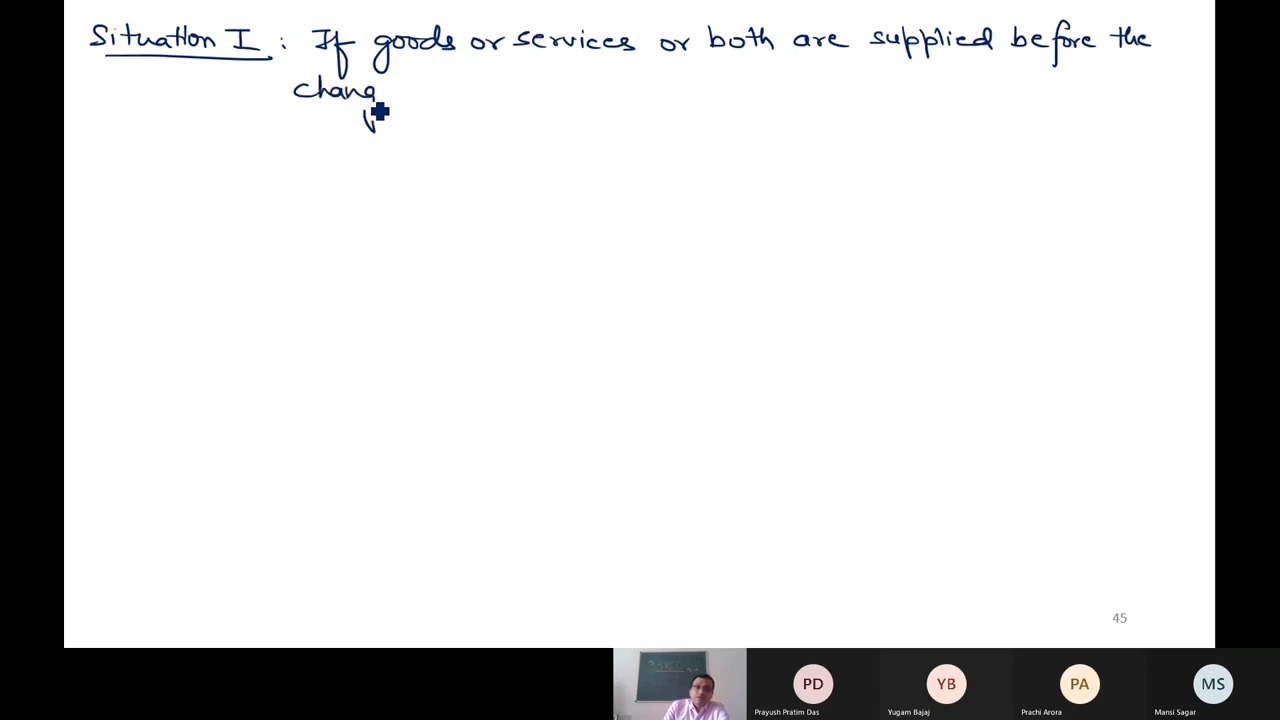 Situation I : If goods or services or both are supplied before the
chang
45
PD
YB
PA
MS
Prayush Pratim Das
Yugam Bajaj
Prachi Arora
Mansi Sagar